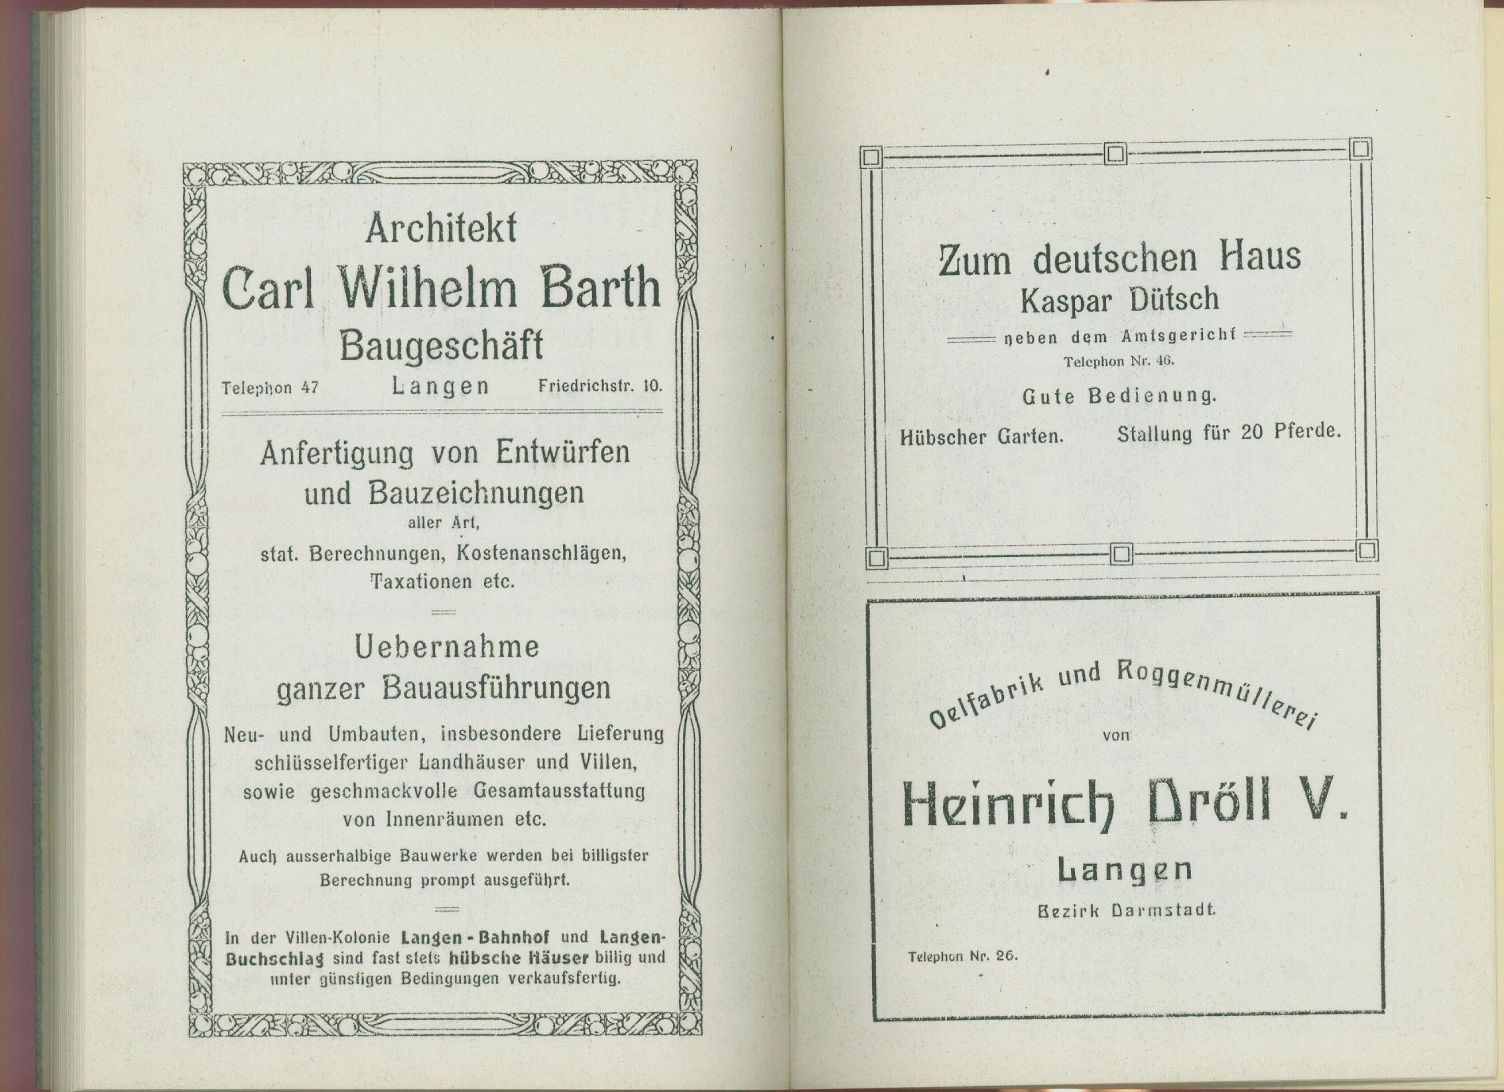 Architekt
Carl Wilhelm Barth
Baugeschäft
Telephon 47 Langen Friedrichstr. 10.
Anfertigung von Entwürfen
und Bauzeichnungen
aller Art,
stat. Berechnungen, Kostenanschlägen,
Taxationen etc.
Uebernahme
ganzer Bauausführungen
Neu- und Umbauten, insbesondere Lieferung
schlüsselfertiger Landhäuser und Villen,
sowie geschmackvolle Gesamtausstattung
von Innenräumen etc.
Auch ausserhalbige Bauwerke werden bei billigster
Berechnung prompt ausgeführt.
In der Villen-Kolonie Langen-Bahnhof und Langen-
Buchschlag sind fast stets hübsche Häuser billig und
unter günstigen Bedingungen verkaufsfertig.
Zum deutschen Haus
Kaspar Dütsch
neben dem Amtsgericht
Telephon Nr. 46.
Gute Bedienung.
Hübscher Garten. Stallung für 20 Pferde.
Oelfabrik und Roggenmüllerei
von
Heinrich Dröll V.
Langen
Bezirk Darmstadt.
Telephon Nr. 26.